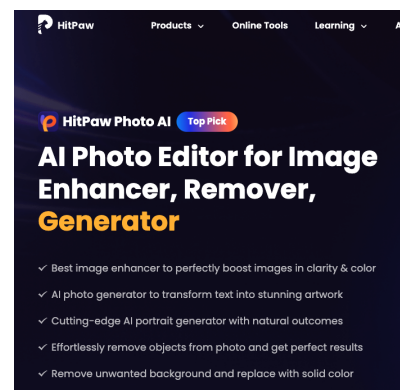 HitPaw Products Online Tools Learning A
HitPaw Photo AI Top Pick
AI Photo Editor for Image
Enhancer, Remover,
Generator
Best image enhancer to perfectly boost images in clarity & color
AI photo generator to transform text into stunning artwork
Cutting-edge AI portrait generator with natural outcomes
Effortlessly remove objects from photo and get perfect results
Remove unwanted background and replace with solid color